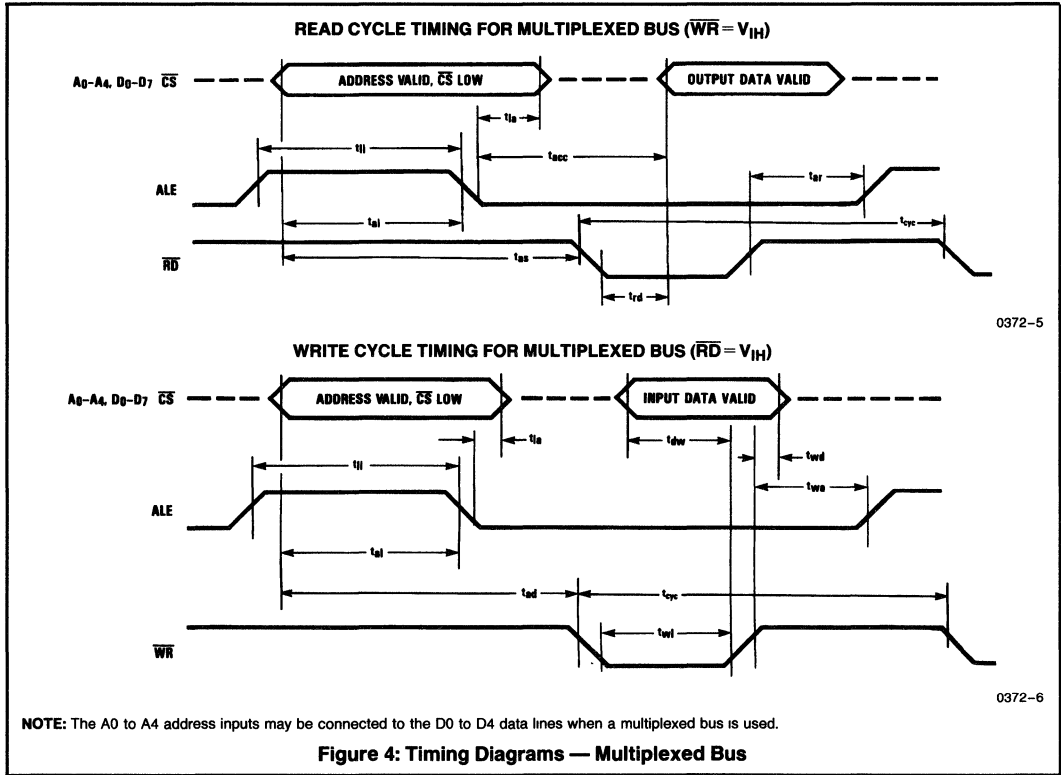 READ CYCLE TIMING FOR MULTIPLEXED BUS (WR = VIH)
A0–A4, D0–D7 CS
ADDRESS VALID, CS LOW
OUTPUT DATA VALID
tla
tll
tacc
tar
ALE
tal
tcyc
tas
RD
trd
0372–5
WRITE CYCLE TIMING FOR MULTIPLEXED BUS (RD = VIH)
A0–A4, D0–D7 CS
ADDRESS VALID, CS LOW
INPUT DATA VALID
tla
tdw
twd
tll
twa
ALE
tal
tad
tcyc
twl
WR
0372–6
NOTE: The A0 to A4 address inputs may be connected to the D0 to D4 data lines when a multiplexed bus is used.
Figure 4: Timing Diagrams — Multiplexed Bus